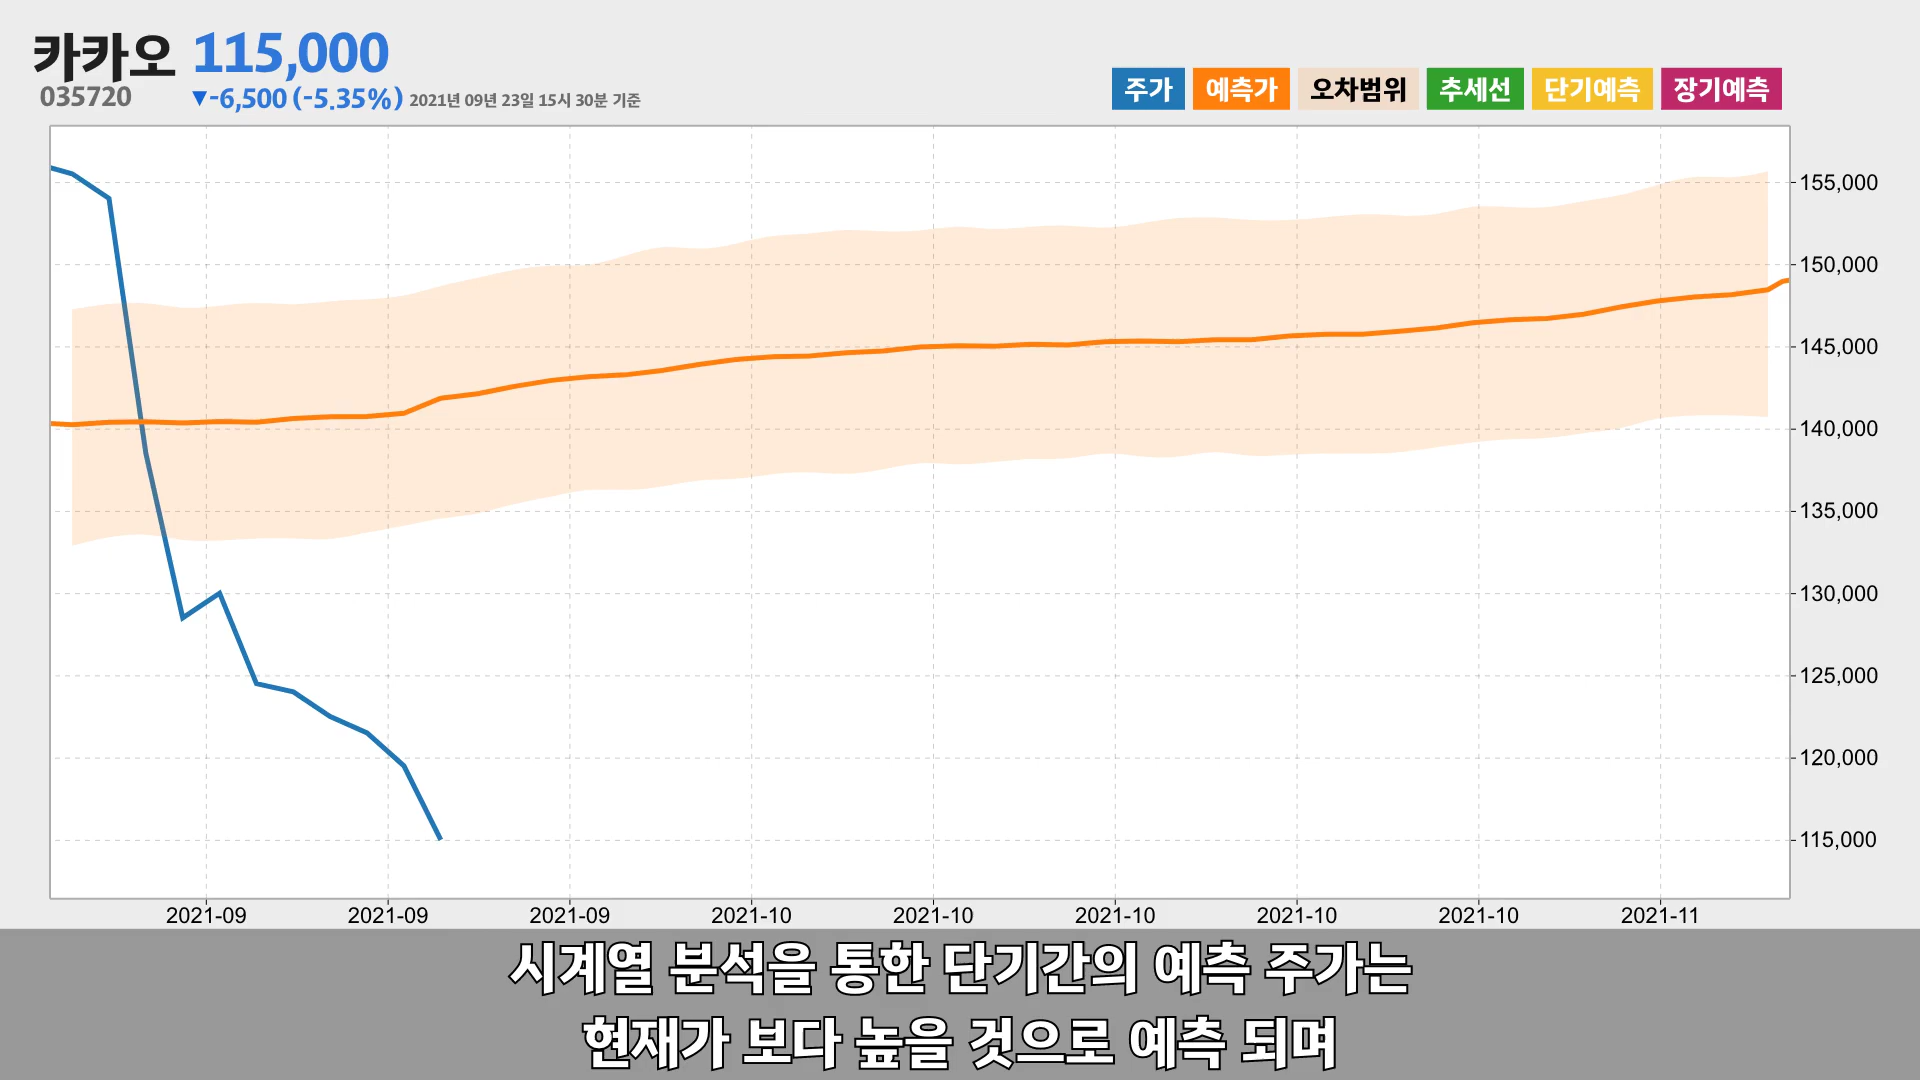 카카오 115,000
035720
▼-6,500 (-5.35%) 2021년 09년 23일 15시 30분 기준
주가 예측가 오차범위 추세선 단기예측 장기예측
155,000
150,000
145,000
140,000
135,000
130,000
125,000
120,000
115,000
2021-09 2021-09 2021-09 2021-10 2021-10 2021-10 2021-10 2021-10 2021-11
시계열 분석을 통한 단기간의 예측 주가는
현재가 보다 높을 것으로 예측 되며